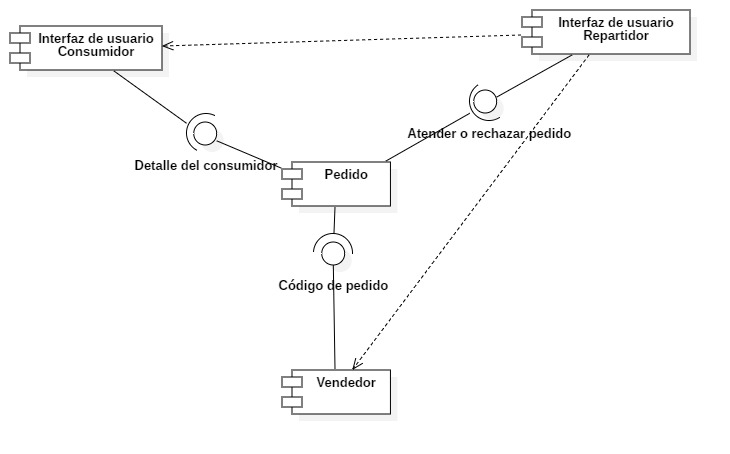 Interfaz de usuario
Consumidor
Interfaz de usuario
Repartidor
Atender o rechazar pedido
Detalle del consumidor
Pedido
Código de pedido
Vendedor